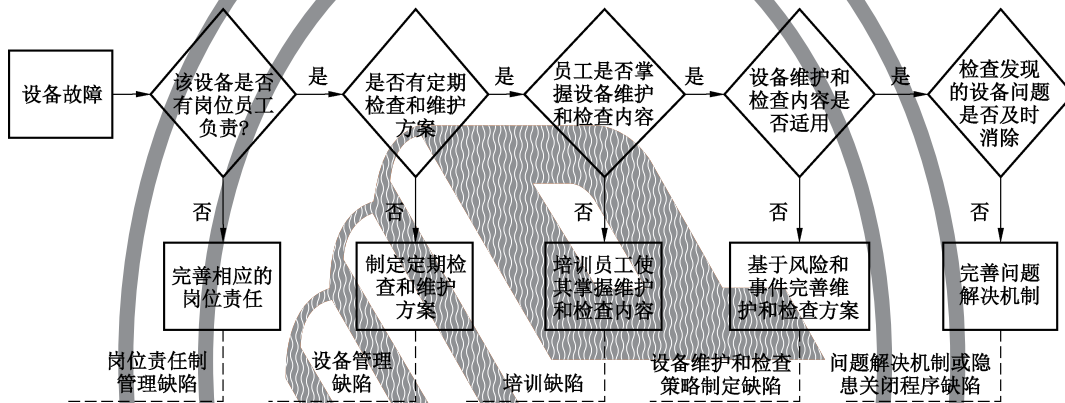 设备故障
该设备是否
有岗位员工
负责?
是
是否有定期
检查和维护
方案
是
员工是否掌
握设备维护
和检查内容
是
设备维护和
检查内容是
否适用
是
检查发现
的设备问题
是否及时
消除
否
否
否
否
否
完善相应的
岗位责任
制定定期检
查和维护
方案
培训员工使
其掌握维护
和检查内容
基于风险和
事件完善维
护和检查方案
完善问题
解决机制
岗位责任制
管理缺陷
设备管理
缺陷
培训缺陷
设备维护和检查
策略制定缺陷
问题解决机制或隐
患关闭程序缺陷